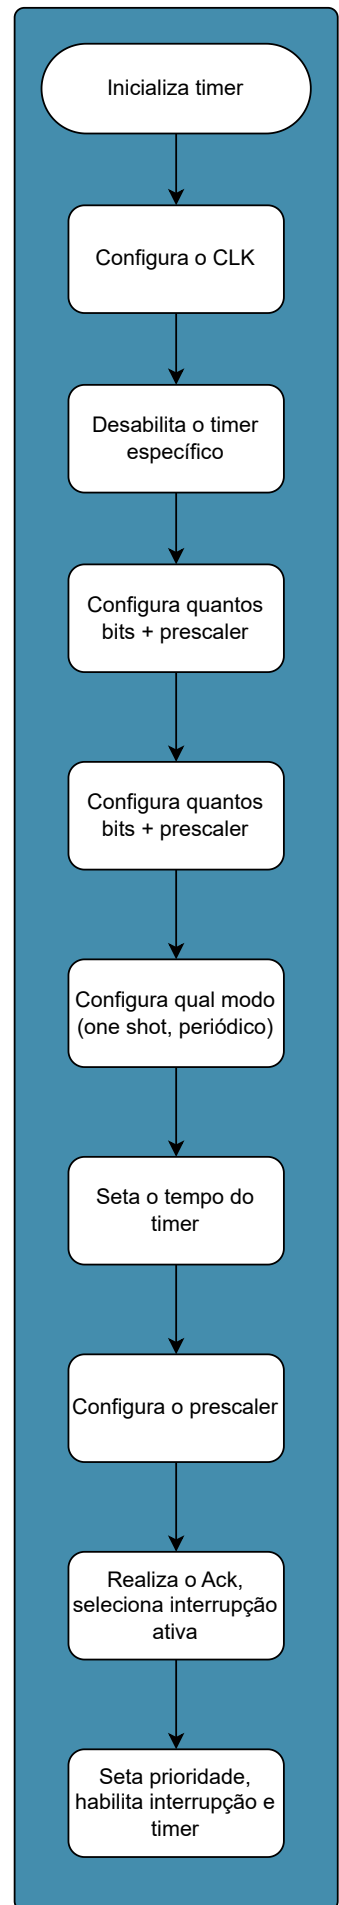 Inicializa timer
Configura o CLK
Desabilita o timer
específico
Configura quantos
bits + prescaler
Configura quantos
bits + prescaler
Configura qual modo
(one shot, periódico)
Seta o tempo do
timer
Configura o prescaler
Realiza o Ack,
seleciona interrupção
ativa
Seta prioridade,
habilita interrupção e
timer